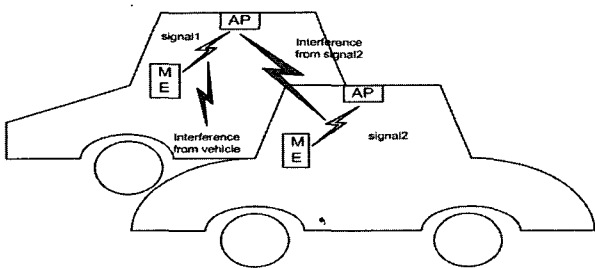 AP
signal1
Interference
from signal2
M
E
AP
Interference
from vehicle
M
E
signal2